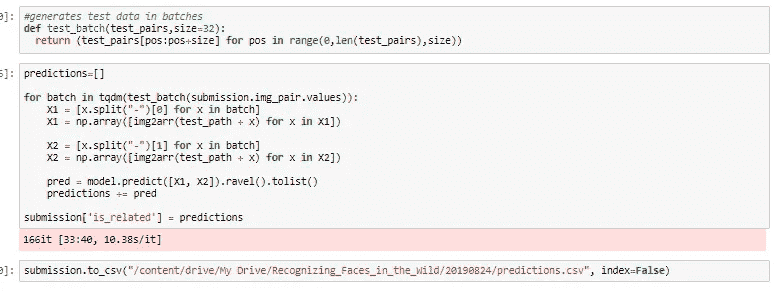 0]: #generates test data in batches
def test_batch(test_pairs,size=32):
return (test_pairs[pos:pos+size] for pos in range(0,len(test_pairs),size))
5]: predictions=[]
for batch in tqdm(test_batch(submission.img_pair.values)):
X1 = [x.split("-")[0] for x in batch]
X1 = np.array([img2arr(test_path + x) for x in X1])
X2 = [x.split("-")[1] for x in batch]
X2 = np.array([img2arr(test_path + x) for x in X2])
pred = model.predict([X1, X2]).ravel().tolist()
predictions += pred
submission['is_related'] = predictions
166it [33:40, 10.38s/it]
0]: submission.to_csv("/content/drive/My Drive/Recognizing_Faces_in_the_Wild/20190824/predictions.csv", index=False)